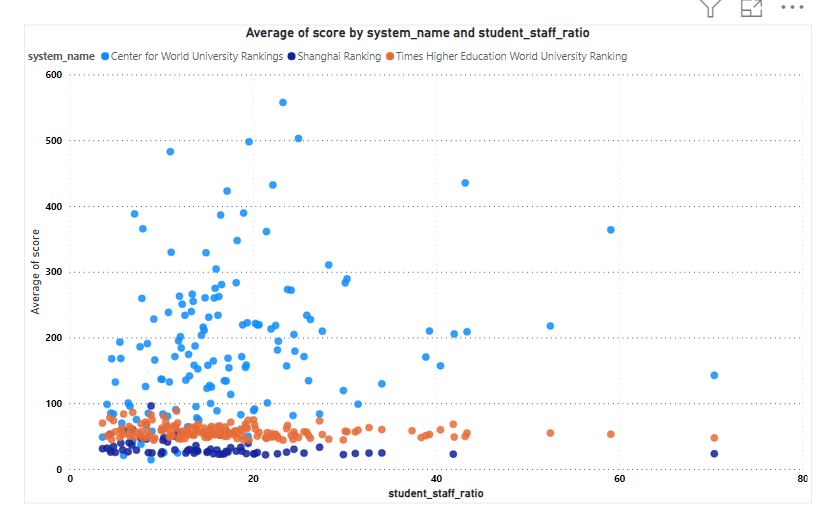 Average of score by system_name and student_staff_ratio
system_name Center for World University Rankings Shanghai Ranking Times Higher Education World University Ranking
600
500
400
300
200
100
0
Average of score
0 20 40 60 80
student_staff_ratio